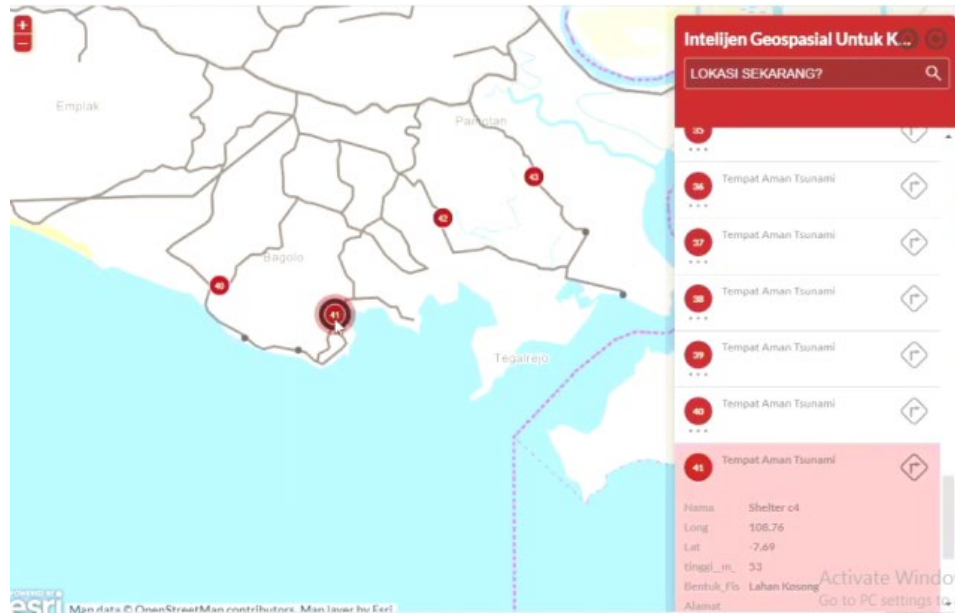 +
−
Emplak
Pamotan
Bagolo
Tegalrejo
40
41
42
43
Intelijen Geospasial Untuk K...
LOKASI SEKARANG?
35
36
Tempat Aman Tsunami
37
Tempat Aman Tsunami
38
Tempat Aman Tsunami
39
Tempat Aman Tsunami
40
Tempat Aman Tsunami
41
Tempat Aman Tsunami
Nama Shelter c4
Long 108.76
Lat -7.69
tinggi__m_ 53
Bentuk_Fis Lahan Kosong
Alamat
Activate Windo
Go to PC settings to
POWERED BY
esri
Map data © OpenStreetMap contributors, Map layer by Esri